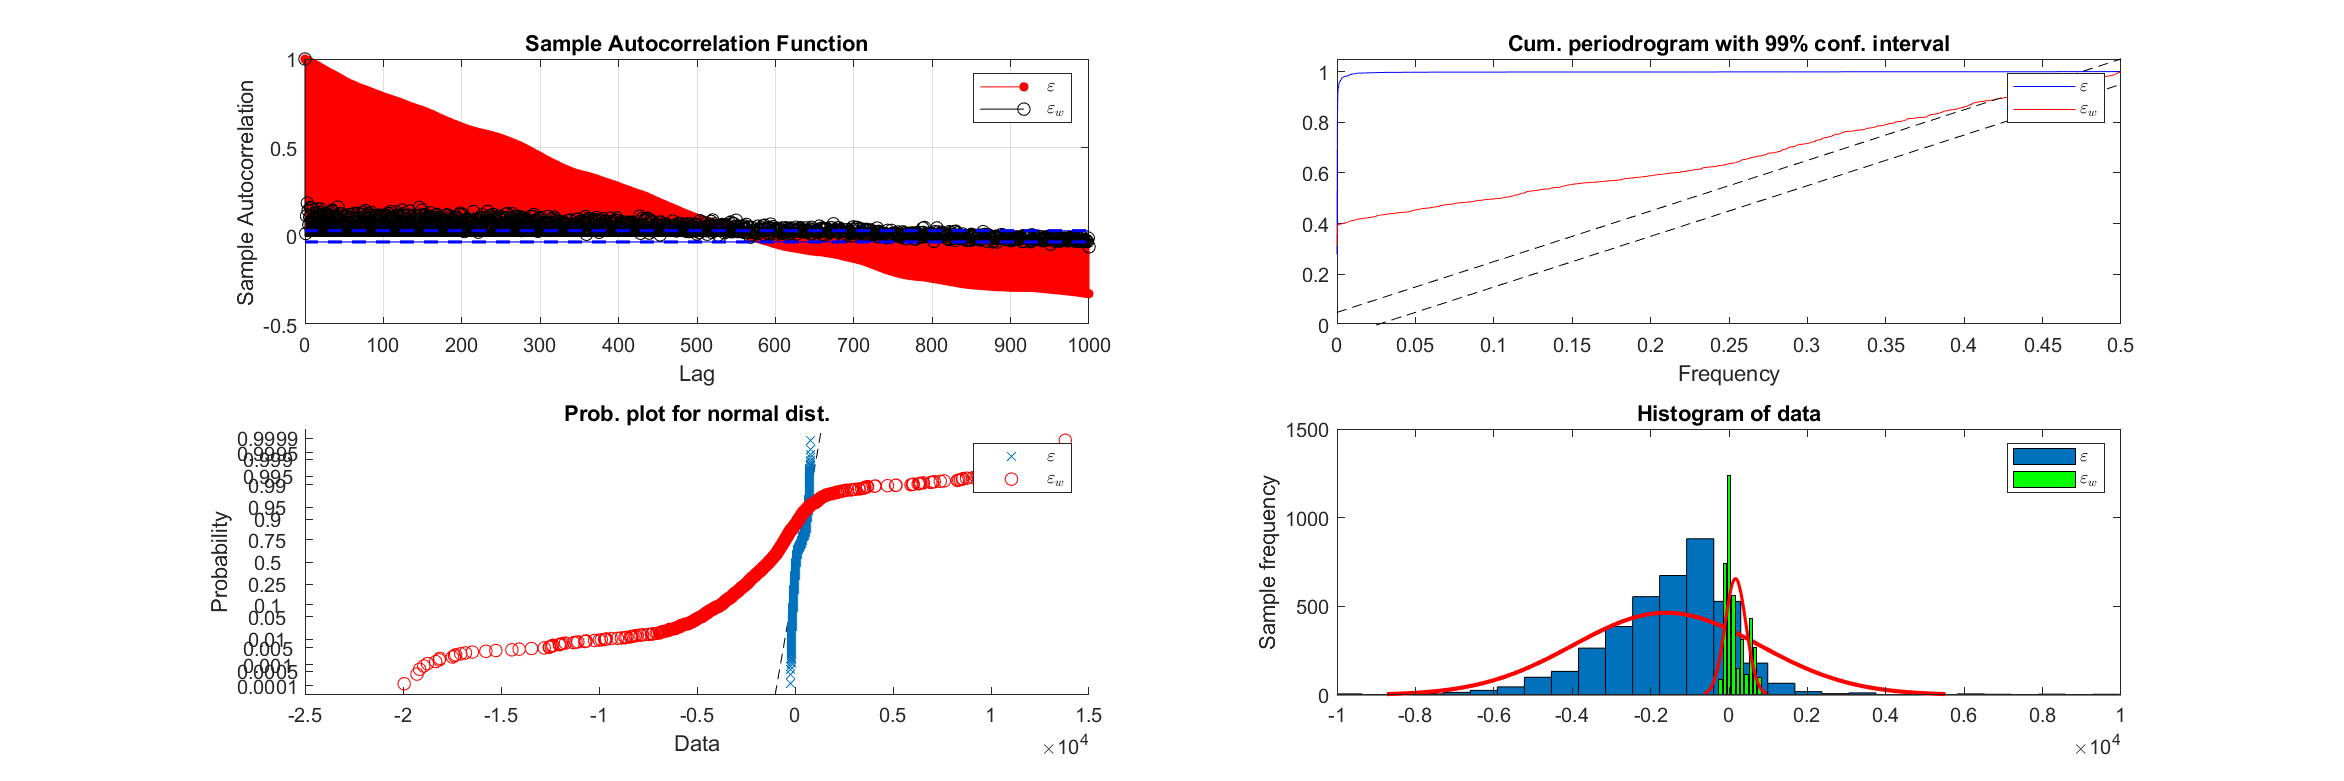 Sample Autocorrelation Function
Sample Autocorrelation
1
0.5
0
-0.5
0 100 200 300 400 500 600 700 800 900 1000
Lag
ε
ε_w
Cum. periodrogram with 99% conf. interval
1
0.8
0.6
0.4
0.2
0
0 0.05 0.1 0.15 0.2 0.25 0.3 0.35 0.4 0.45 0.5
Frequency
ε
ε_w
Prob. plot for normal dist.
Probability
0.9999
0.9995
0.999
0.995
0.99
0.95
0.9
0.75
0.5
0.25
0.1
0.05
0.01
0.005
0.001
0.0005
0.0001
-2.5 -2 -1.5 -1 -0.5 0 0.5 1 1.5
Data
×10^4
ε
ε_w
Histogram of data
Sample frequency
1500
1000
500
0
-1 -0.8 -0.6 -0.4 -0.2 0 0.2 0.4 0.6 0.8 1
×10^4
ε
ε_w